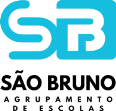 SB
SÃO BRUNO
AGRUPAMENTO
DE ESCOLAS